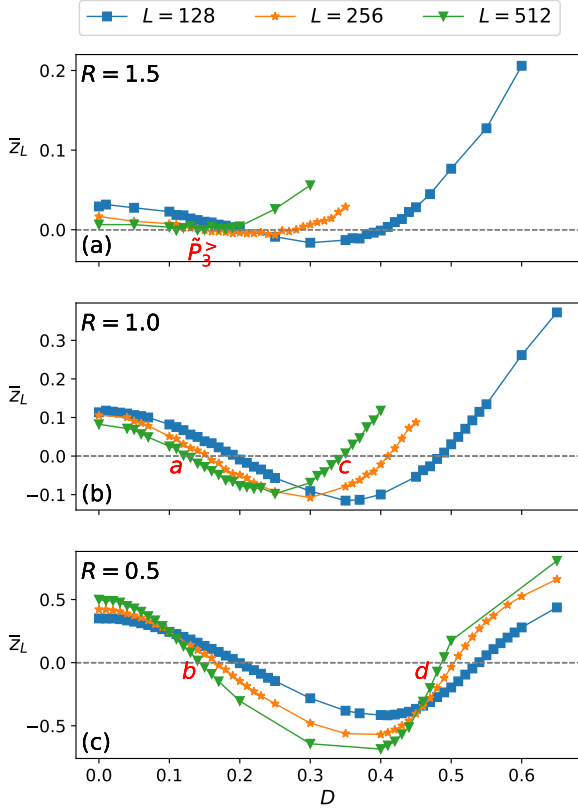 L = 128 L = 256 L = 512
R = 1.5
0.2
0.1
0.0
z̅_L
(a)
P̃_3^>
R = 1.0
0.3
0.2
0.1
0.0
−0.1
z̅_L
a
c
(b)
R = 0.5
0.5
0.0
−0.5
z̅_L
b
d
(c)
0.0 0.1 0.2 0.3 0.4 0.5 0.6
D